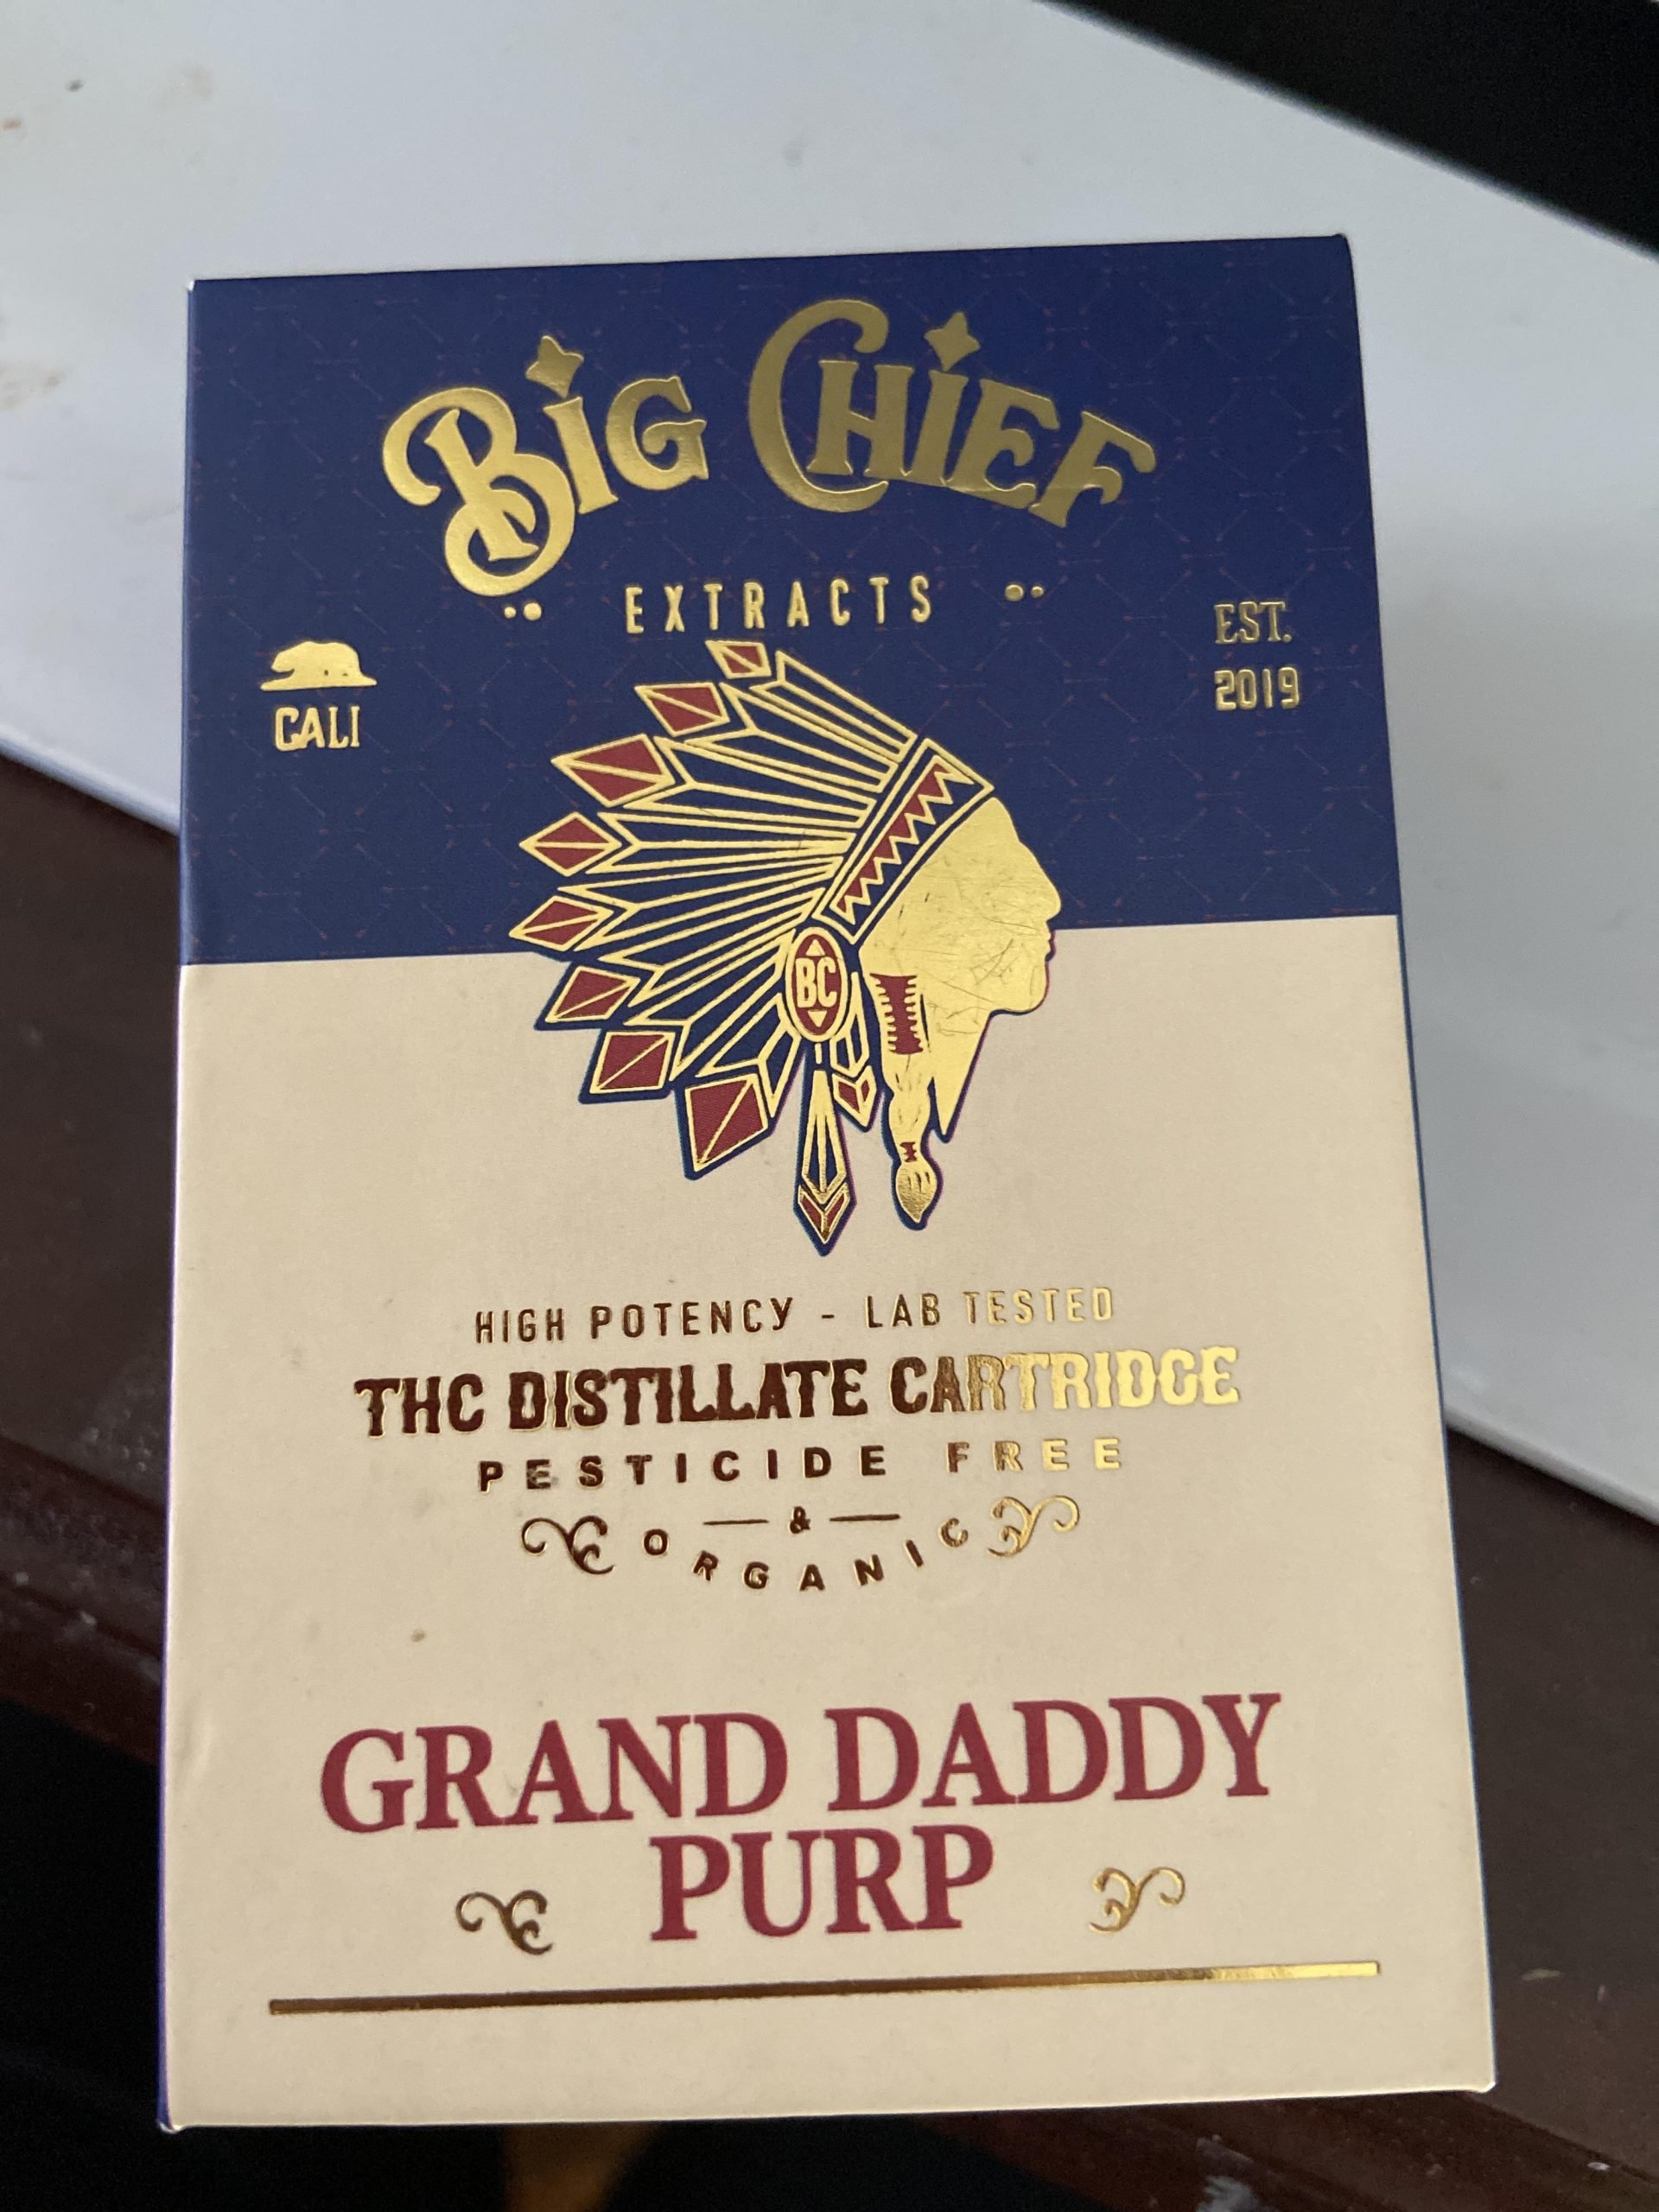 BiG CHiEF
EXTRACTS
CALI
EST.
2019
BC
HIGH POTENCY - LAB TESTED
THC DISTILLATE CARTRIDGE
PESTICIDE FREE
&
ORGANIC
GRAND DADDY
PURP